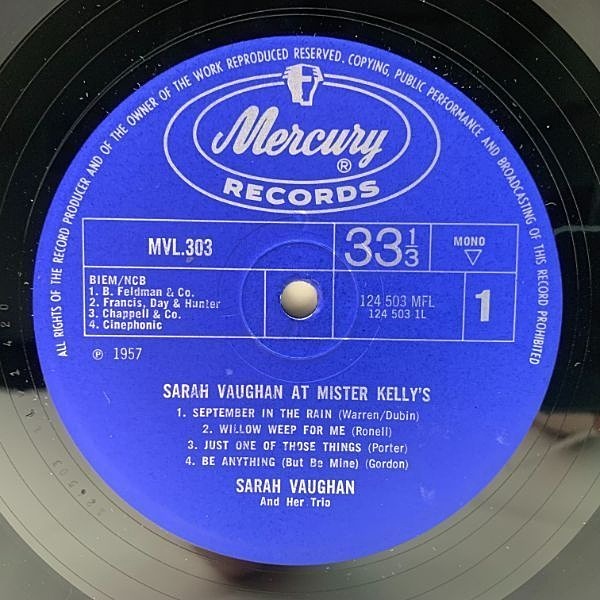 ALL RIGHTS OF THE RECORD PRODUCER AND OF THE OWNER OF THE WORK REPRODUCED RESERVED. COPYING, PUBLIC PERFORMANCE AND BROADCASTING OF THIS RECORD PROHIBITED
Mercury
®
RECORDS
MVL.303
33 1/3
MONO
BIEM/NCB
1. B. Feldman & Co.
2. Francis, Day & Hunter
3. Chappell & Co.
4. Cinephonic
124 503 MFL
124 503 1L
1
℗ 1957
SARAH VAUGHAN AT MISTER KELLY'S
1. SEPTEMBER IN THE RAIN (Warren/Dubin)
2. WILLOW WEEP FOR ME (Ronell)
3. JUST ONE OF THOSE THINGS (Porter)
4. BE ANYTHING (But Be Mine) (Gordon)
SARAH VAUGHAN
And Her Trio